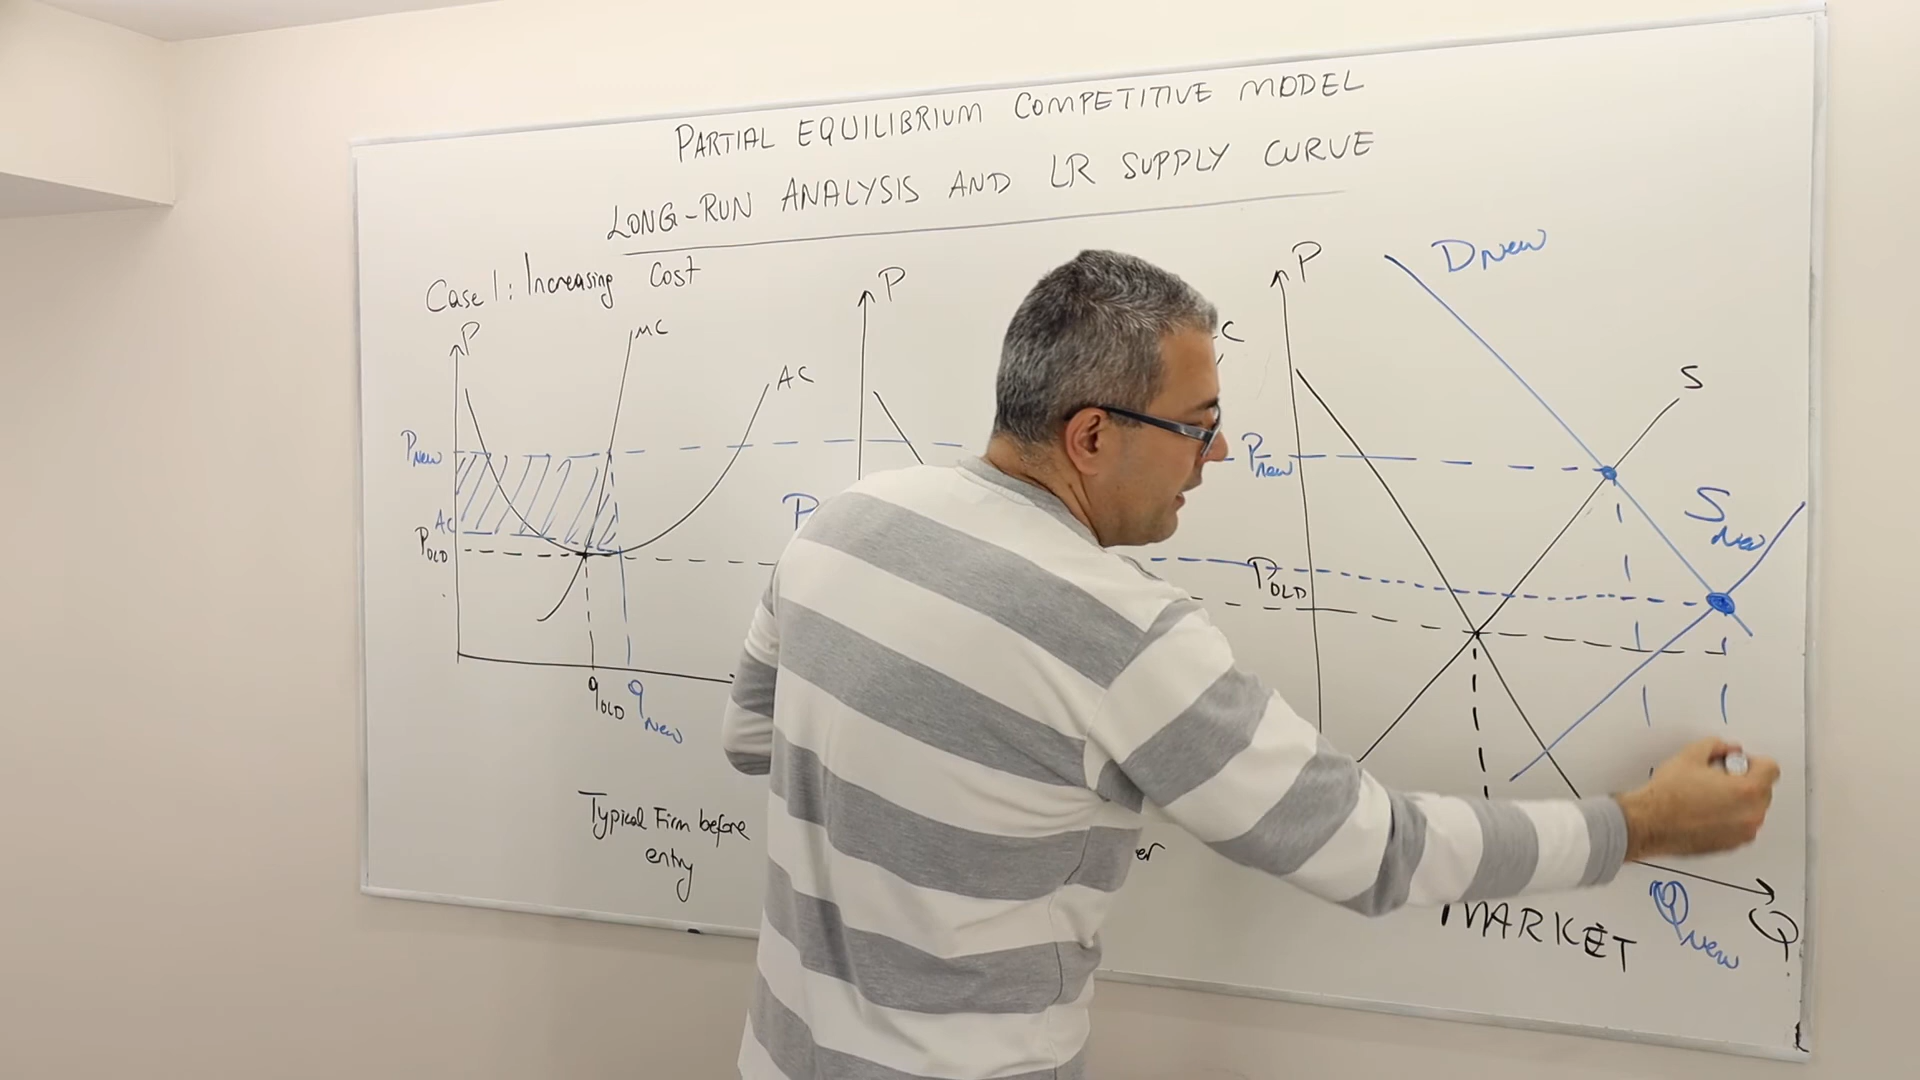 PARTIAL EQUILIBRIUM COMPETITIVE MODEL
LONG-RUN ANALYSIS AND LR SUPPLY CURVE
Case 1: Increasing Cost
P
MC
AC
PNew
AC
POLD
qOLD
qNew
Typical Firm before
entry
P
P
C
er
P
DNew
S
PNew
SNew
POLD
MARKET
QNew
Q